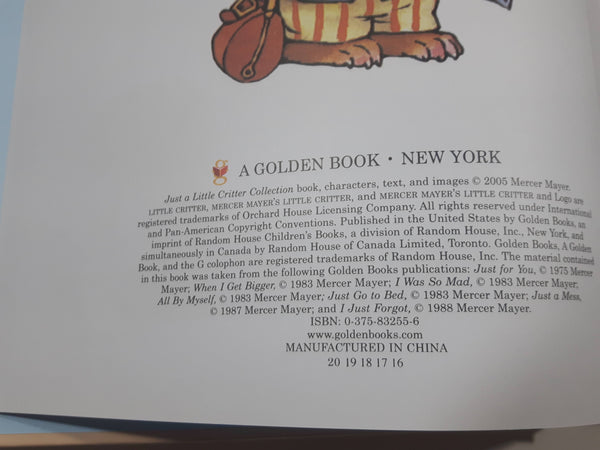 A GOLDEN BOOK • NEW YORK
Just a Little Critter Collection book, characters, text, and images © 2005 Mercer Mayer.
LITTLE CRITTER, MERCER MAYER'S LITTLE CRITTER, and MERCER MAYER'S LITTLE CRITTER and Logo are
registered trademarks of Orchard House Licensing Company. All rights reserved under International
and Pan-American Copyright Conventions. Published in the United States by Golden Books, an
imprint of Random House Children's Books, a division of Random House, Inc., New York, and
simultaneously in Canada by Random House of Canada Limited, Toronto. Golden Books, A Golden
Book, and the G colophon are registered trademarks of Random House, Inc. The material contained
in this book was taken from the following Golden Books publications: Just for You, © 1975 Mercer
Mayer; When I Get Bigger, © 1983 Mercer Mayer; I Was So Mad, © 1983 Mercer Mayer;
All By Myself, © 1983 Mercer Mayer; Just Go to Bed, © 1983 Mercer Mayer; Just a Mess,
© 1987 Mercer Mayer; and I Just Forgot, © 1988 Mercer Mayer.
ISBN: 0-375-83255-6
www.goldenbooks.com
MANUFACTURED IN CHINA
20 19 18 17 16